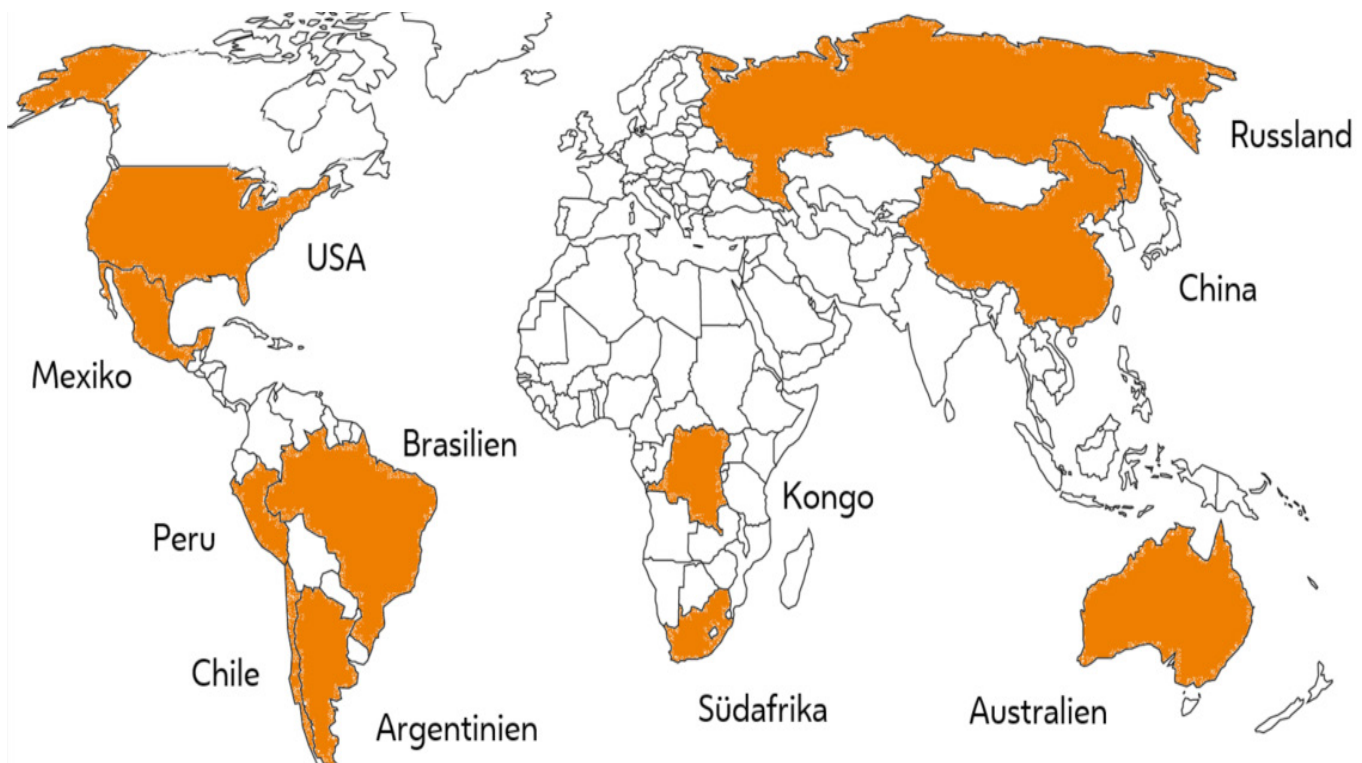 Russland
USA
China
Mexiko
Brasilien
Kongo
Peru
Chile
Südafrika
Australien
Argentinien